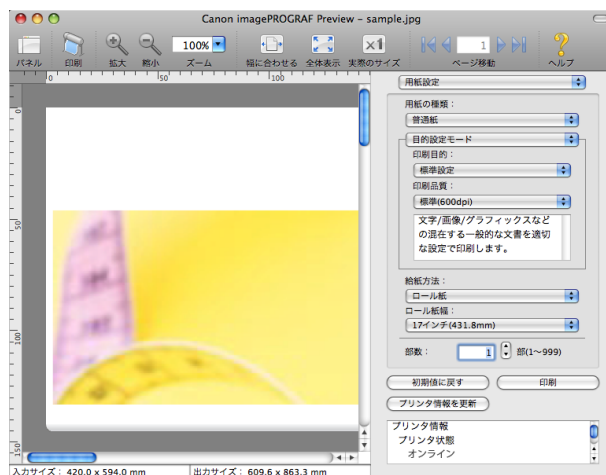 Canon imagePROGRAF Preview – sample.jpg
100%
×1
1
?
パネル 印刷 拡大 縮小 ズーム 幅に合わせる 全体表示 実際のサイズ ページ移動 ヘルプ
0 50 100
0
50
100
150
用紙設定
用紙の種類：
普通紙
目的設定モード
印刷目的：
標準設定
印刷品質：
標準(600dpi)
文字/画像/グラフィックスなど
の混在する一般的な文書を適切
な設定で印刷します。
給紙方法：
ロール紙
ロール紙幅：
17インチ(431.8mm)
部数： 1 部(1〜999)
初期値に戻す 印刷
プリンタ情報を更新
プリンタ情報
プリンタ状態
オンライン
入力サイズ： 420.0 x 594.0 mm 出力サイズ： 609.6 x 863.3 mm